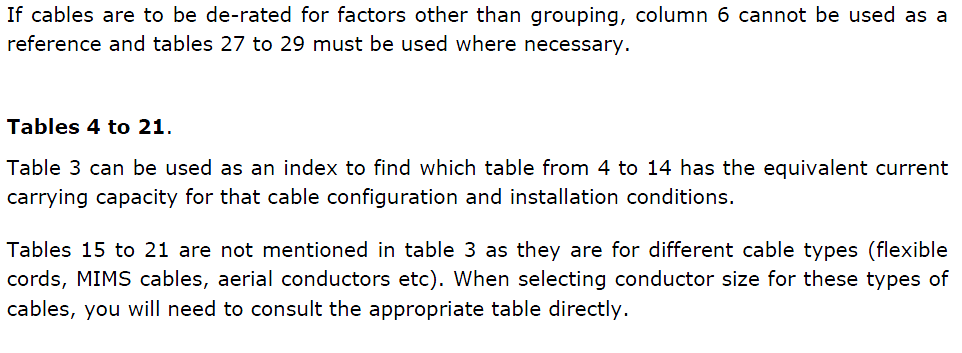 If cables are to be de-rated for factors other than grouping, column 6 cannot be used as a
reference and tables 27 to 29 must be used where necessary.
Tables 4 to 21.
Table 3 can be used as an index to find which table from 4 to 14 has the equivalent current
carrying capacity for that cable configuration and installation conditions.
Tables 15 to 21 are not mentioned in table 3 as they are for different cable types (flexible
cords, MIMS cables, aerial conductors etc). When selecting conductor size for these types of
cables, you will need to consult the appropriate table directly.